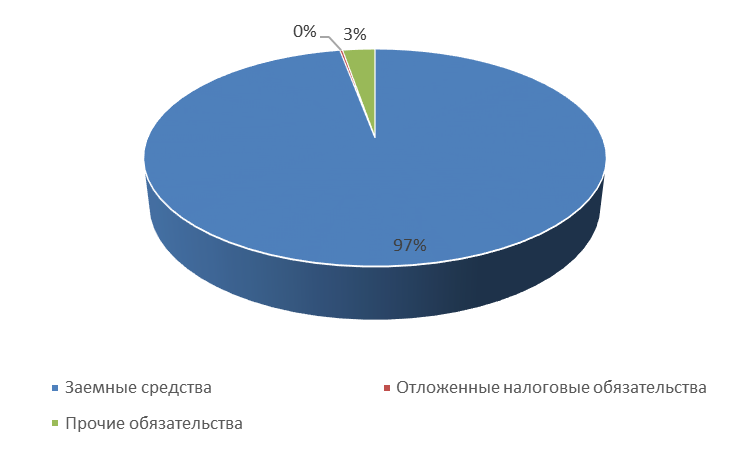 0%
3%
97%
Заемные средства
Отложенные налоговые обязательства
Прочие обязательства